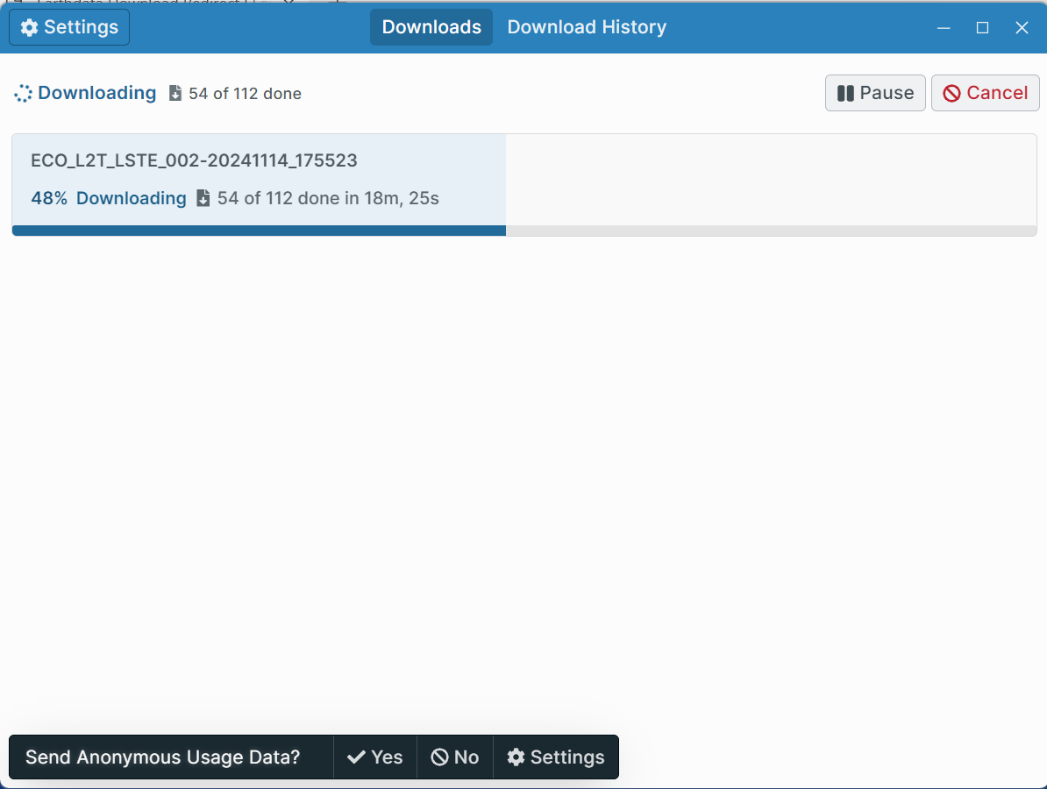 Settings
Downloads
Download History
Downloading 54 of 112 done
Pause
Cancel
ECO_L2T_LSTE_002-20241114_175523
48% Downloading 54 of 112 done in 18m, 25s
Send Anonymous Usage Data?
Yes
No
Settings